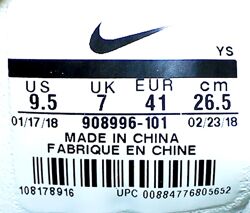 YS
US UK EUR cm
9.5 7 41 26.5
01/17/18 908996-101 02/23/18
MADE IN CHINA
FABRIQUE EN CHINE
108178916 UPC 00884776805652